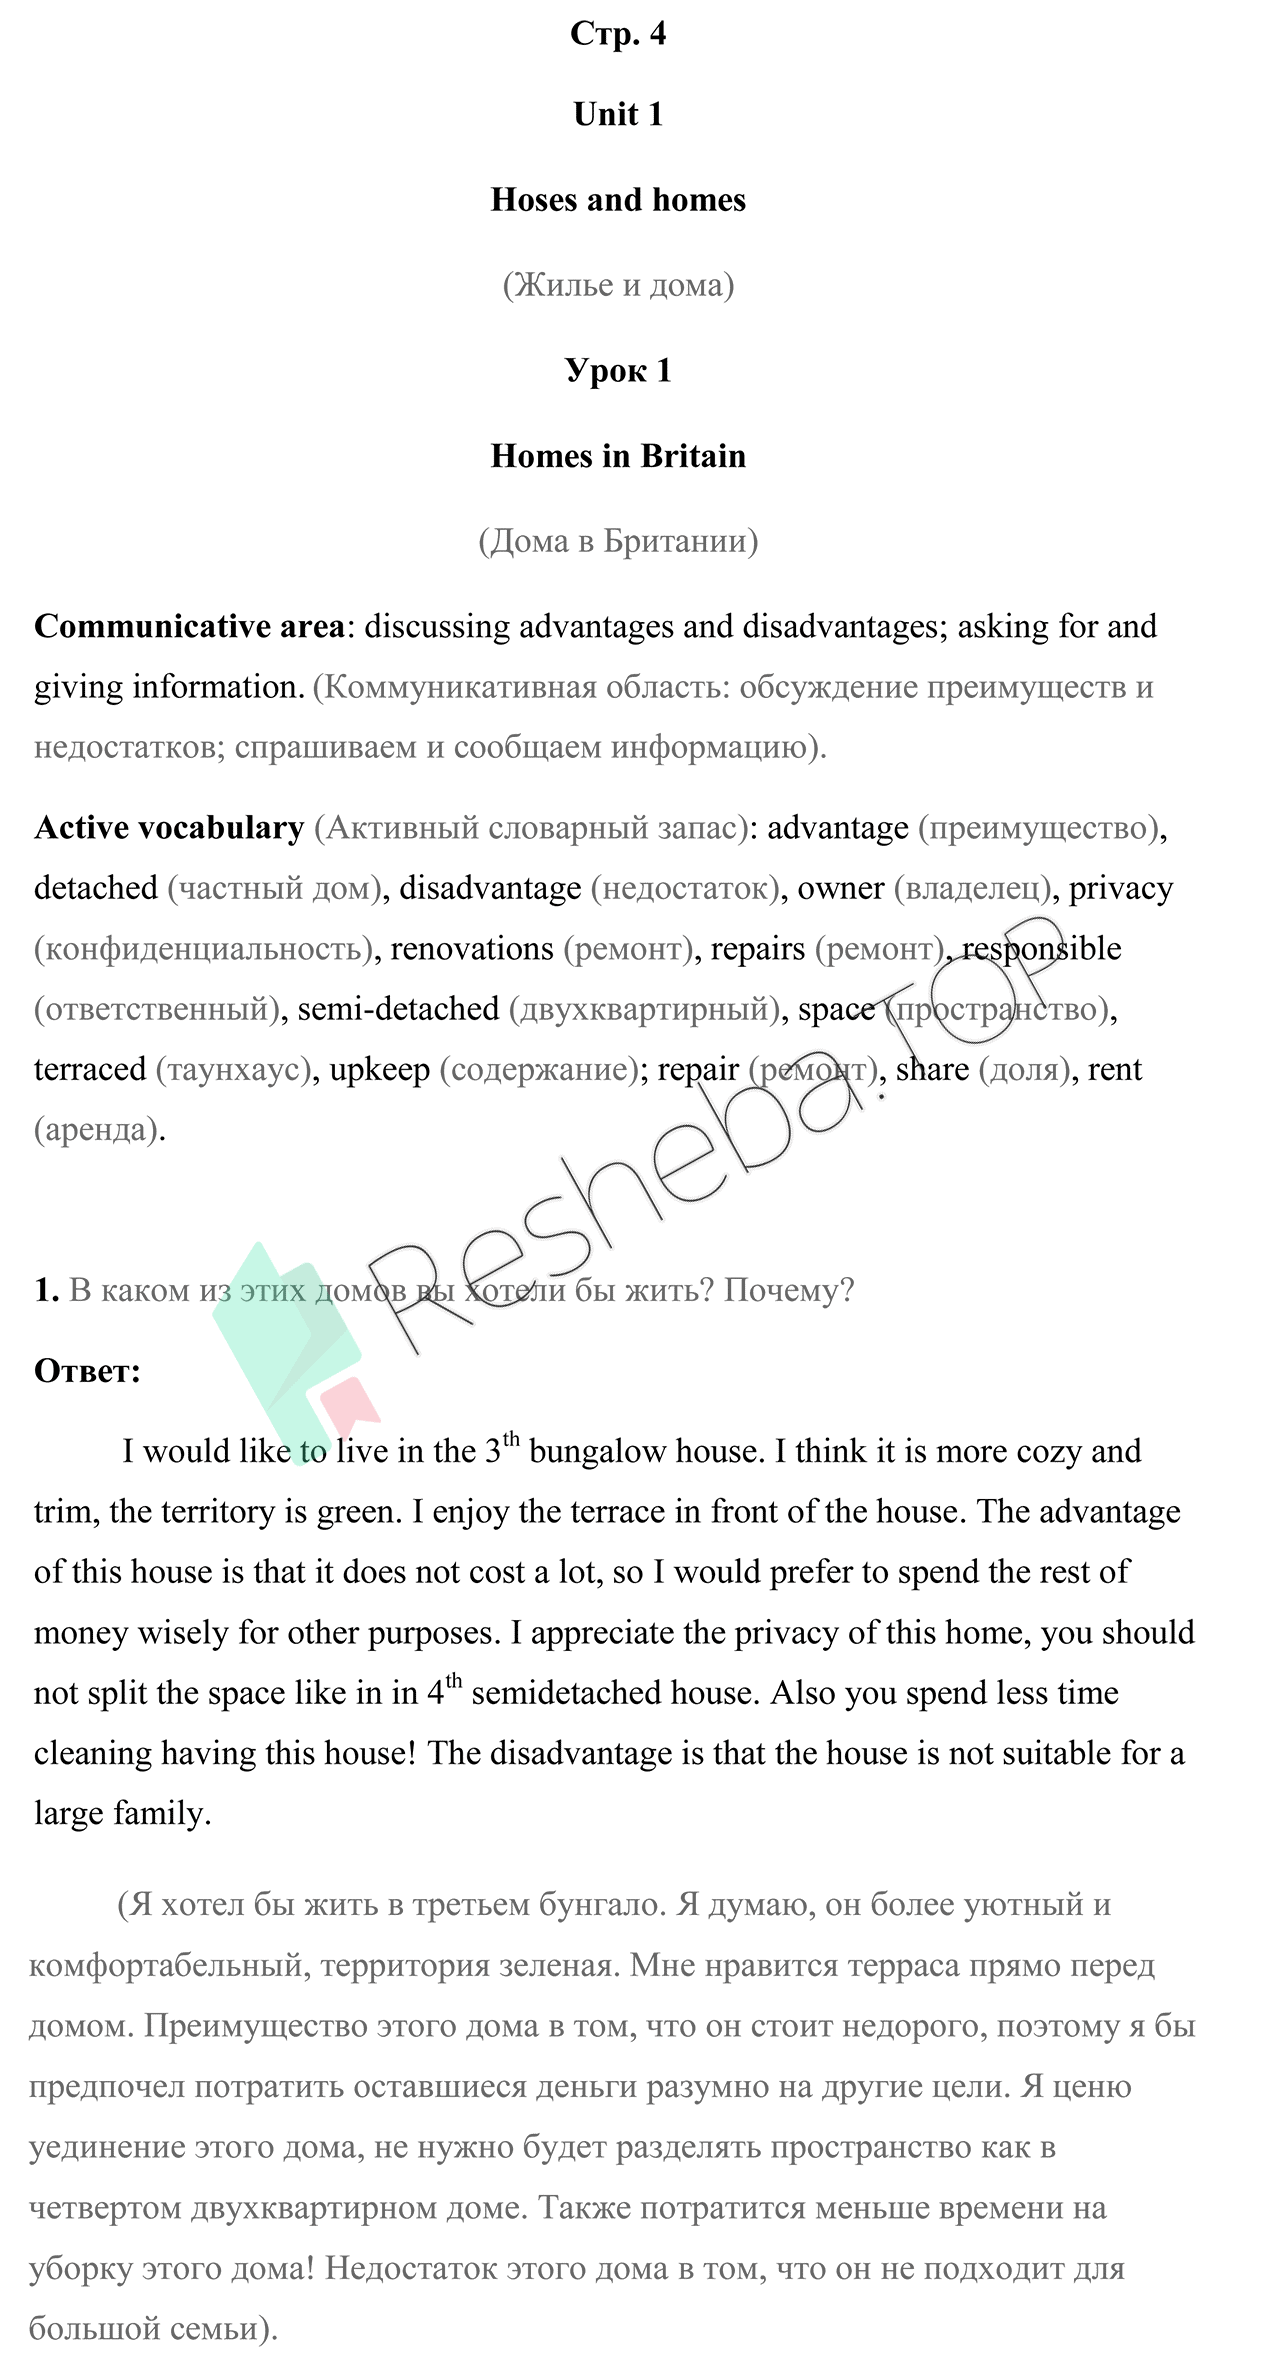 Стр. 4
Unit 1
Hoses and homes
(Жилье и дома)
Урок 1
Homes in Britain
(Дома в Британии)
Communicative area: discussing advantages and disadvantages; asking for and
giving information. (Коммуникативная область: обсуждение преимуществ и
недостатков; спрашиваем и сообщаем информацию).
Active vocabulary (Активный словарный запас): advantage (преимущество),
detached (частный дом), disadvantage (недостаток), owner (владелец), privacy
(конфиденциальность), renovations (ремонт), repairs (ремонт), responsible
(ответственный), semi-detached (двухквартирный), space (пространство),
terraced (таунхаус), upkeep (содержание); repair (ремонт), share (доля), rent
(аренда).
Resheba.TOP
1. В каком из этих домов вы хотели бы жить? Почему?
Ответ:
I would like to live in the 3th bungalow house. I think it is more cozy and
trim, the territory is green. I enjoy the terrace in front of the house. The advantage
of this house is that it does not cost a lot, so I would prefer to spend the rest of
money wisely for other purposes. I appreciate the privacy of this home, you should
not split the space like in in 4th semidetached house. Also you spend less time
cleaning having this house! The disadvantage is that the house is not suitable for a
large family.
(Я хотел бы жить в третьем бунгало. Я думаю, он более уютный и
комфортабельный, территория зеленая. Мне нравится терраса прямо перед
домом. Преимущество этого дома в том, что он стоит недорого, поэтому я бы
предпочел потратить оставшиеся деньги разумно на другие цели. Я ценю
уединение этого дома, не нужно будет разделять пространство как в
четвертом двухквартирном доме. Также потратится меньше времени на
уборку этого дома! Недостаток этого дома в том, что он не подходит для
большой семьи).